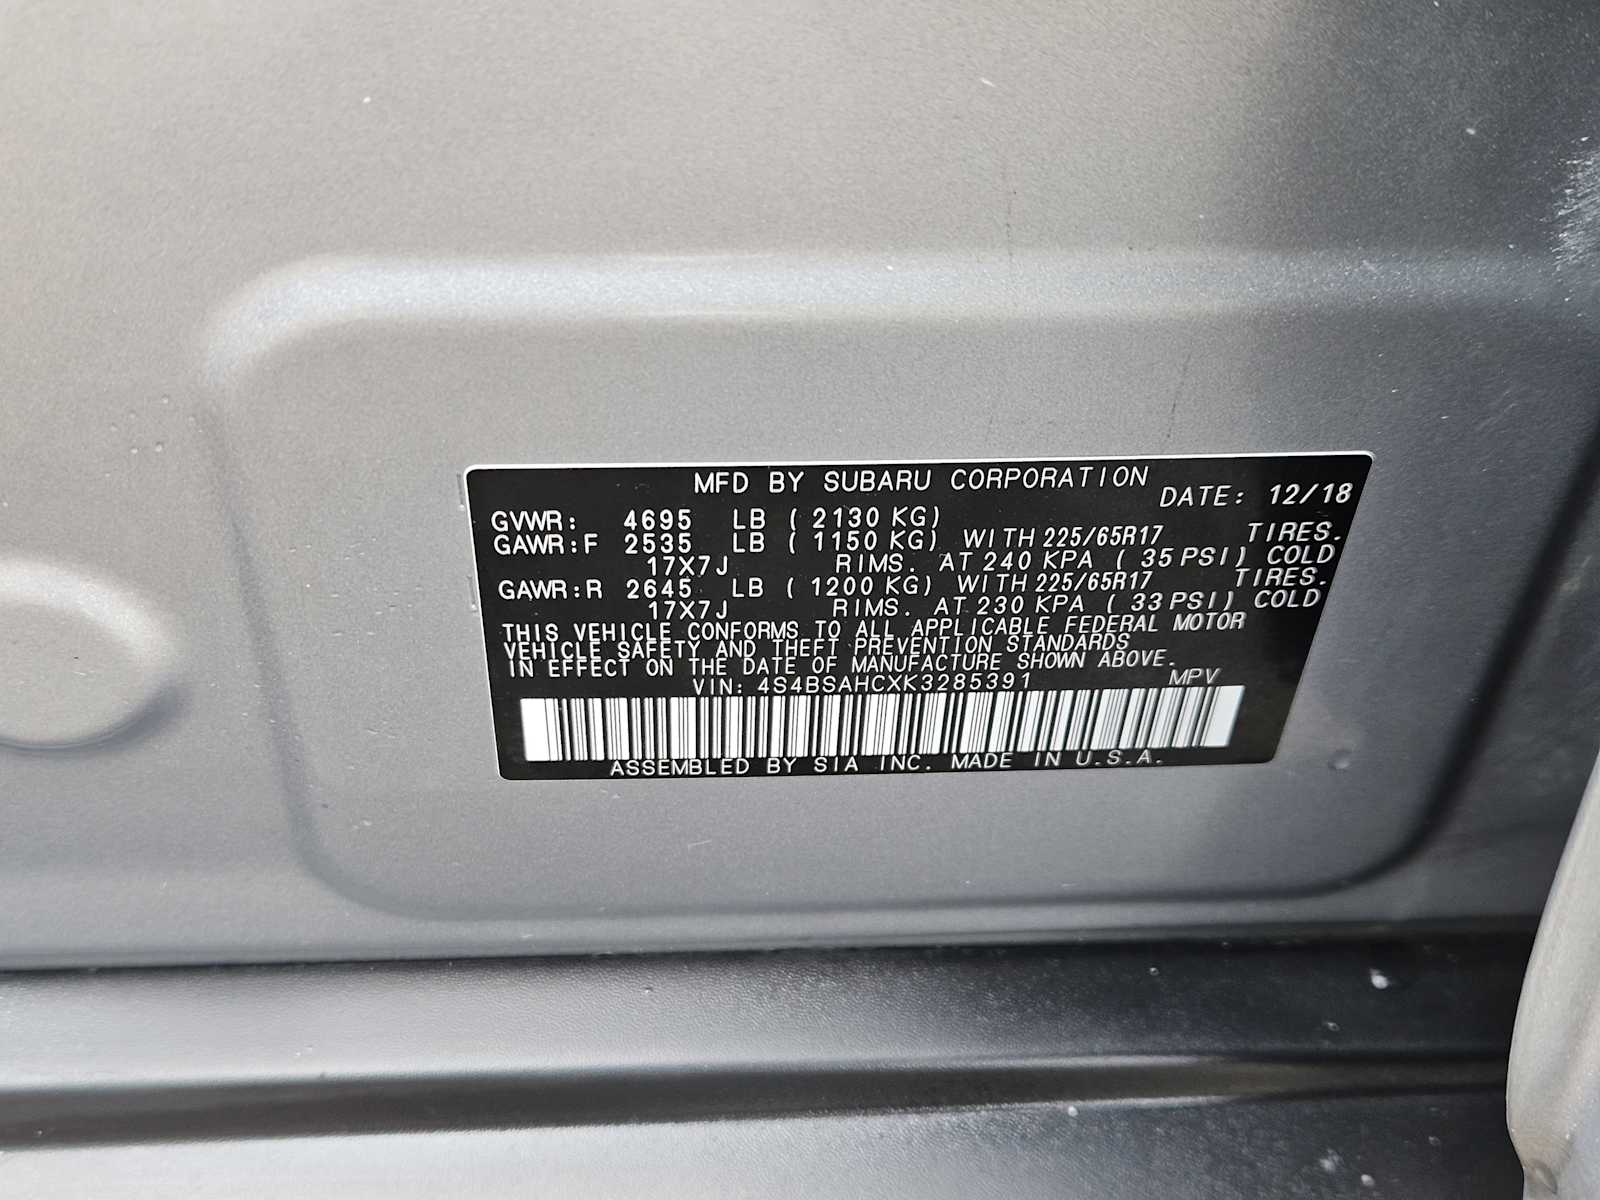 MFD BY SUBARU CORPORATION DATE: 12/18
GVWR: 4695 LB ( 2130 KG)
GAWR:F 2535 LB ( 1150 KG) WITH 225/65R17 TIRES.
17X7J RIMS. AT 240 KPA ( 35 PSI) COLD
GAWR:R 2645 LB ( 1200 KG) WITH 225/65R17 TIRES.
17X7J RIMS. AT 230 KPA ( 33 PSI) COLD
THIS VEHICLE CONFORMS TO ALL APPLICABLE FEDERAL MOTOR
VEHICLE SAFETY AND THEFT PREVENTION STANDARDS
IN EFFECT ON THE DATE OF MANUFACTURE SHOWN ABOVE.
VIN: 4S4BSAHCXK3285391 MPV
ASSEMBLED BY SIA INC. MADE IN U.S.A.